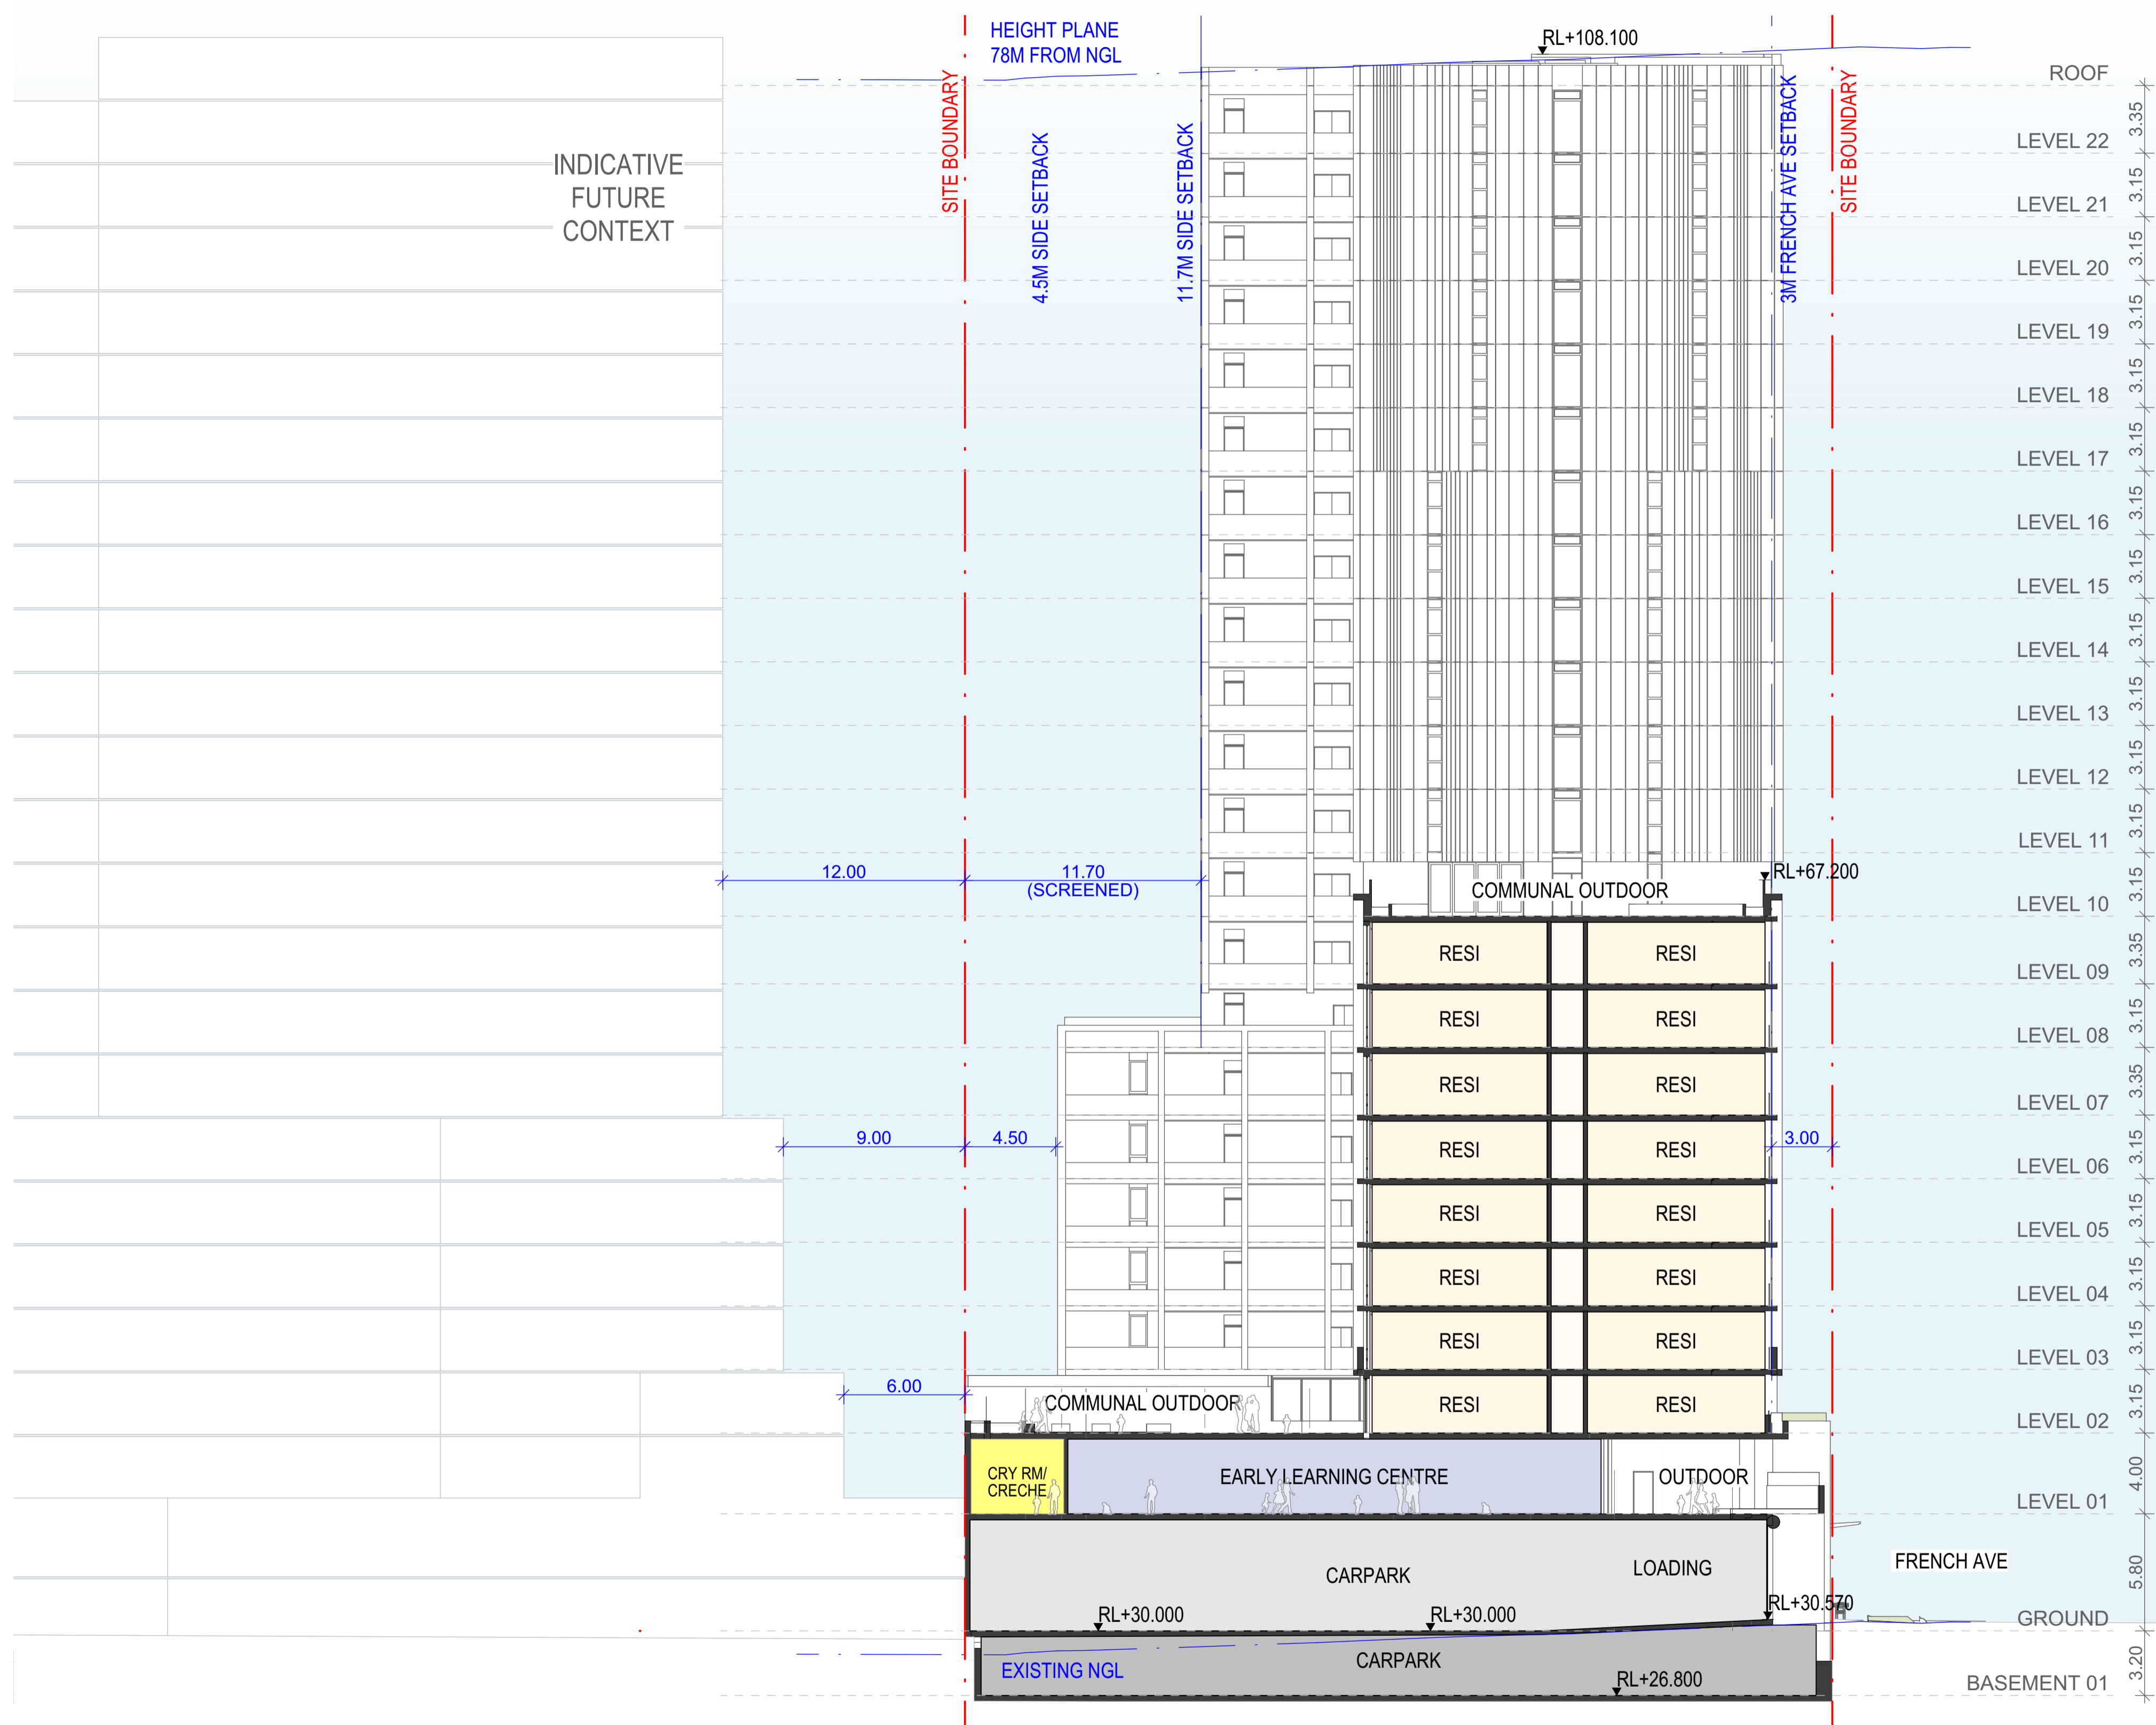 HEIGHT PLANE
78M FROM NGL
RL+108.100
ROOF
SITE BOUNDARY
4.5M SIDE SETBACK
11.7M SIDE SETBACK
3M FRENCH AVE SETBACK
SITE BOUNDARY
INDICATIVE
FUTURE
CONTEXT
3.35
LEVEL 22
3.15
LEVEL 21
3.15
LEVEL 20
3.15
LEVEL 19
3.15
LEVEL 18
3.15
LEVEL 17
3.15
LEVEL 16
3.15
LEVEL 15
3.15
LEVEL 14
3.15
LEVEL 13
3.15
LEVEL 12
3.15
LEVEL 11
12.00
11.70
(SCREENED)
RL+67.200
COMMUNAL OUTDOOR
3.15
LEVEL 10
RESI RESI
3.35
LEVEL 09
RESI RESI
3.15
LEVEL 08
RESI RESI
3.35
LEVEL 07
9.00
4.50
3.00
RESI RESI
3.15
LEVEL 06
RESI RESI
3.15
LEVEL 05
RESI RESI
3.15
LEVEL 04
RESI RESI
3.15
LEVEL 03
6.00
COMMUNAL OUTDOOR
RESI RESI
3.15
LEVEL 02
CRY RM/
CRECHE
EARLY LEARNING CENTRE
OUTDOOR
4.00
LEVEL 01
CARPARK
LOADING
FRENCH AVE
5.80
RL+30.000
RL+30.000
RL+30.570
GROUND
EXISTING NGL
CARPARK
RL+26.800
3.20
BASEMENT 01